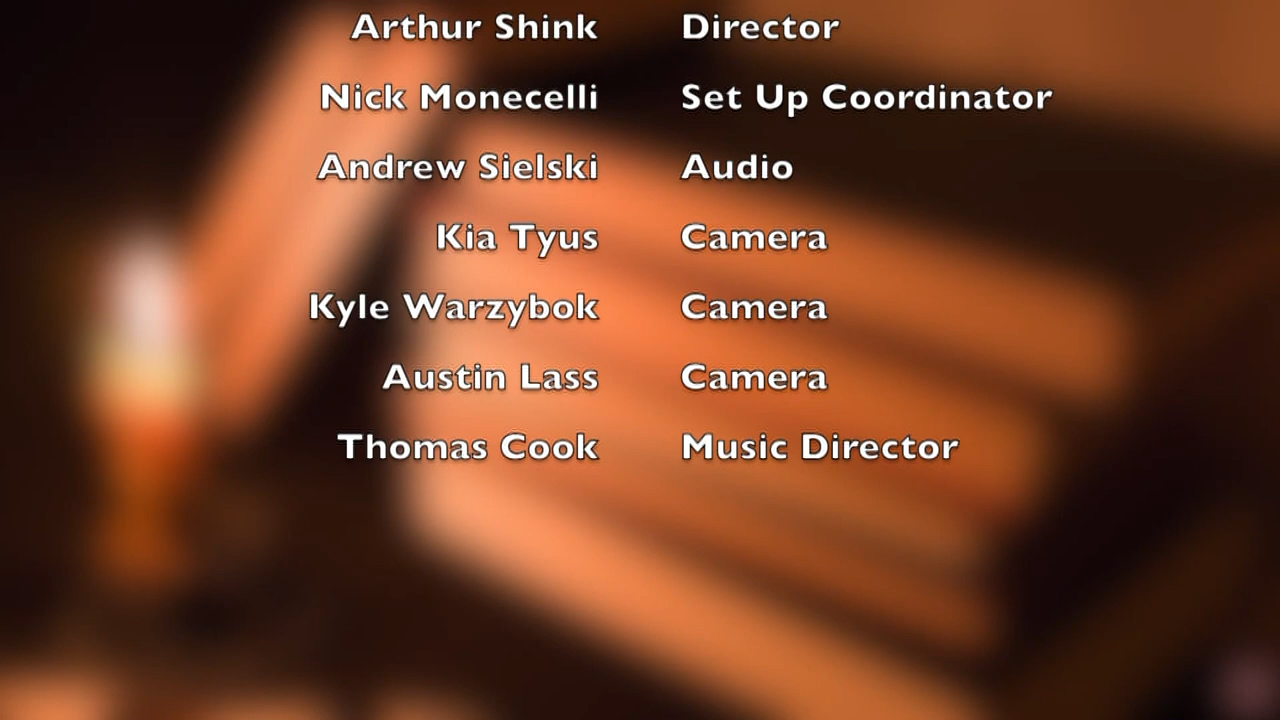 Arthur Shink Director
Nick Monecelli Set Up Coordinator
Andrew Sielski Audio
Kia Tyus Camera
Kyle Warzybok Camera
Austin Lass Camera
Thomas Cook Music Director